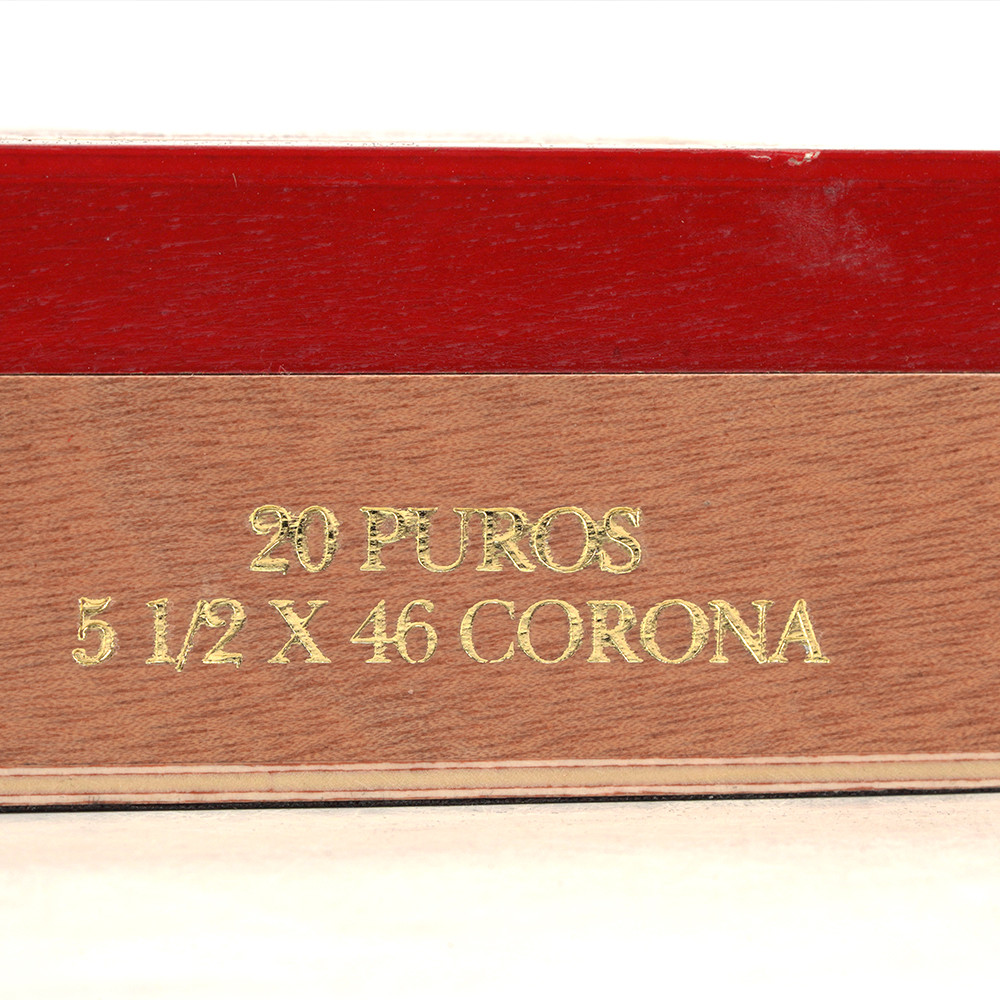 20 PUROS
5 1/2 X 46 CORONA